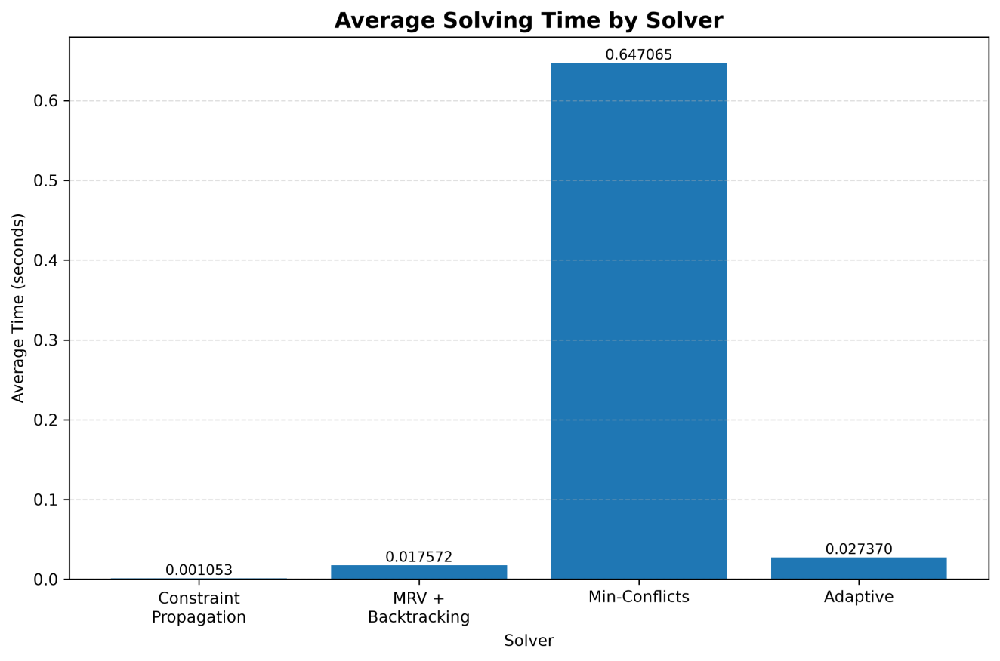 Average Solving Time by Solver
0.647065
0.6
0.5
0.4
0.3
0.2
0.1
0.0
Average Time (seconds)
0.001053
0.017572
0.027370
Constraint
Propagation
MRV +
Backtracking
Min-Conflicts
Adaptive
Solver